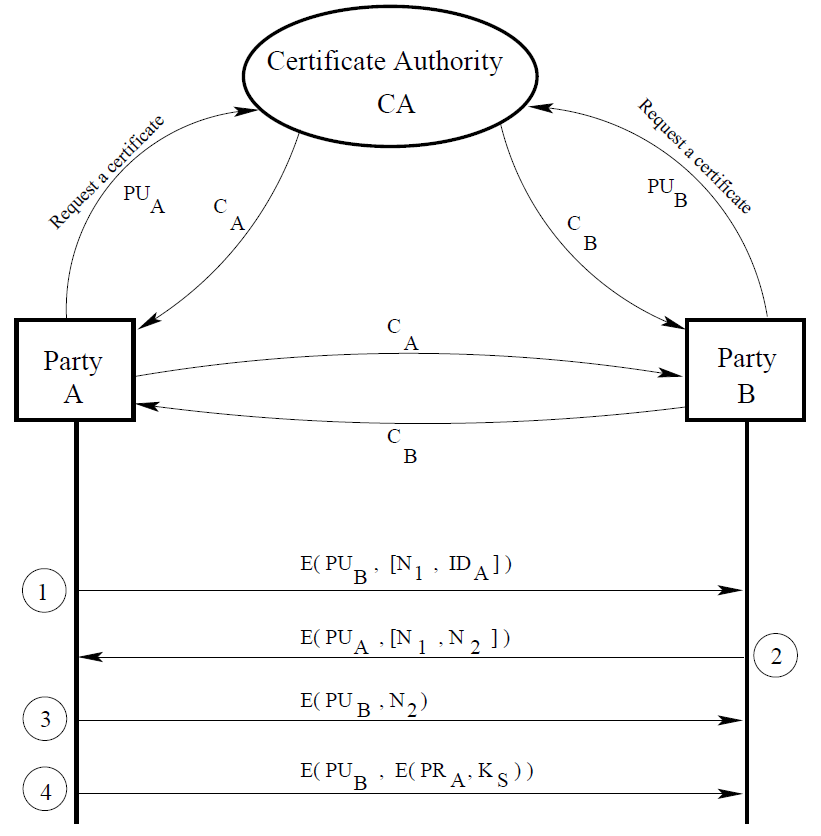 Certificate Authority
CA
Request a certificate
PU A
C A
Request a certificate
PU B
C B
Party
A
C A
Party
B
C B
E( PU B , [N 1 , ID A ] )
1
E( PU A , [N 1 , N 2 ] )
2
E( PU B , N 2 )
3
E( PU B , E( PR A , K S ) )
4